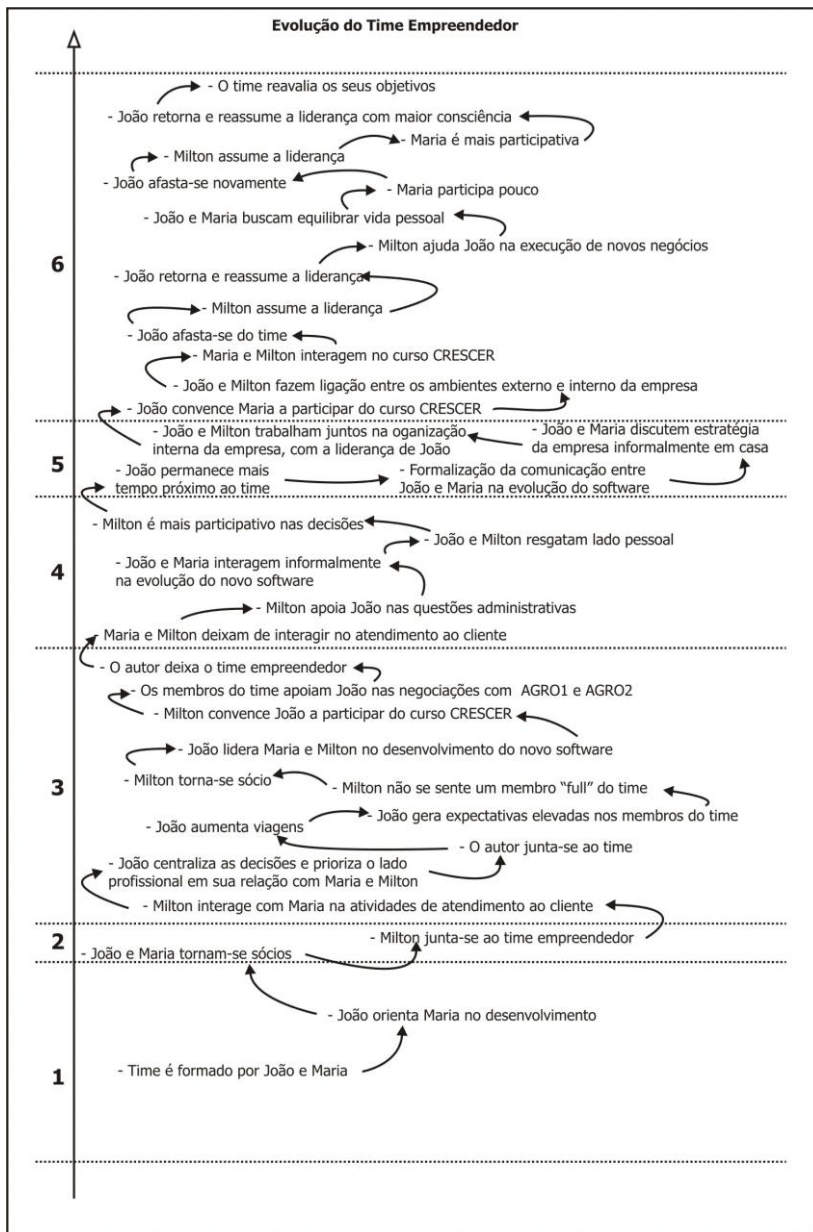 Evolução do Time Empreendedor
- O time reavalia os seus objetivos
- João retorna e reassume a liderança com maior consciência
- Maria é mais participativa
- Milton assume a liderança
- João afasta-se novamente
- Maria participa pouco
- João e Maria buscam equilibrar vida pessoal
- Milton ajuda João na execução de novos negócios
6
- João retorna e reassume a liderança
- Milton assume a liderança
- João afasta-se do time
- Maria e Milton interagem no curso CRESCER
- João e Milton fazem ligação entre os ambientes externo e interno da empresa
- João convence Maria a participar do curso CRESCER
- João e Milton trabalham juntos na oganização
interna da empresa, com a liderança de João
- João e Maria discutem estratégia
da empresa informalmente em casa
5
- João permanece mais
tempo próximo ao time
- Formalização da comunicação entre
João e Maria na evolução do software
- Milton é mais participativo nas decisões
- João e Milton resgatam lado pessoal
4
- João e Maria interagem informalmente
na evolução do novo software
- Milton apoia João nas questões administrativas
- Maria e Milton deixam de interagir no atendimento ao cliente
- O autor deixa o time empreendedor
- Os membros do time apoiam João nas negociações com AGRO1 e AGRO2
- Milton convence João a participar do curso CRESCER
- João lidera Maria e Milton no desenvolvimento do novo software
3
- Milton torna-se sócio
- Milton não se sente um membro “full” do time
- João gera expectativas elevadas nos membros do time
- João aumenta viagens
- O autor junta-se ao time
- João centraliza as decisões e prioriza o lado
profissional em sua relação com Maria e Milton
- Milton interage com Maria na atividades de atendimento ao cliente
2
- Milton junta-se ao time empreendedor
- João e Maria tornam-se sócios
- João orienta Maria no desenvolvimento
1
- Time é formado por João e Maria